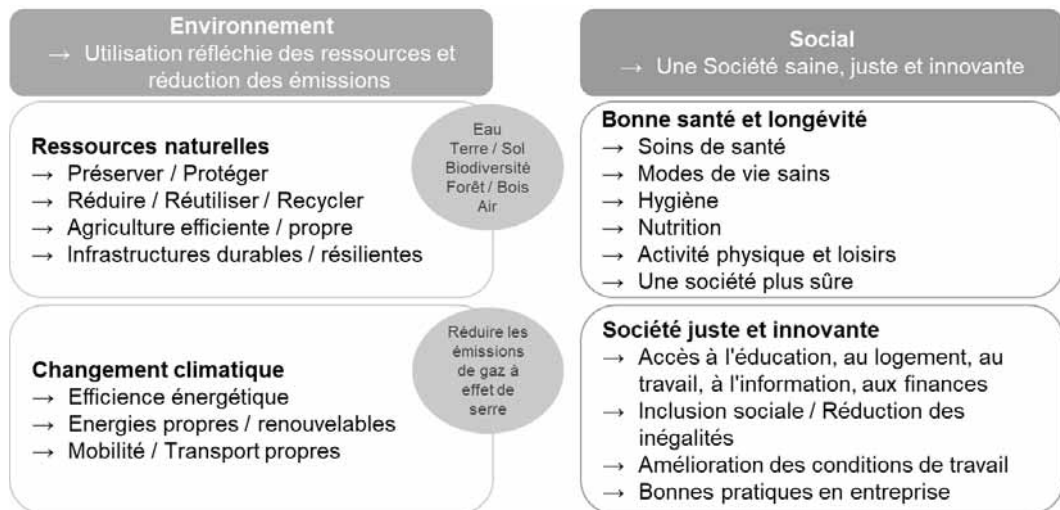 Environnement
→ Utilisation réfléchie des ressources et
réduction des émissions
Ressources naturelles
→ Préserver / Protéger
→ Réduire / Réutiliser / Recycler
→ Agriculture efficiente / propre
→ Infrastructures durables / résilientes
Eau
Terre / Sol
Biodiversité
Forêt / Bois
Air
Changement climatique
→ Efficience énergétique
→ Energies propres / renouvelables
→ Mobilité / Transport propres
Réduire les
émissions
de gaz à
effet de
serre
Social
→ Une Société saine, juste et innovante
Bonne santé et longévité
→ Soins de santé
→ Modes de vie sains
→ Hygiène
→ Nutrition
→ Activité physique et loisirs
→ Une société plus sûre
Société juste et innovante
→ Accès à l'éducation, au logement, au
travail, à l'information, aux finances
→ Inclusion sociale / Réduction des
inégalités
→ Amélioration des conditions de travail
→ Bonnes pratiques en entreprise